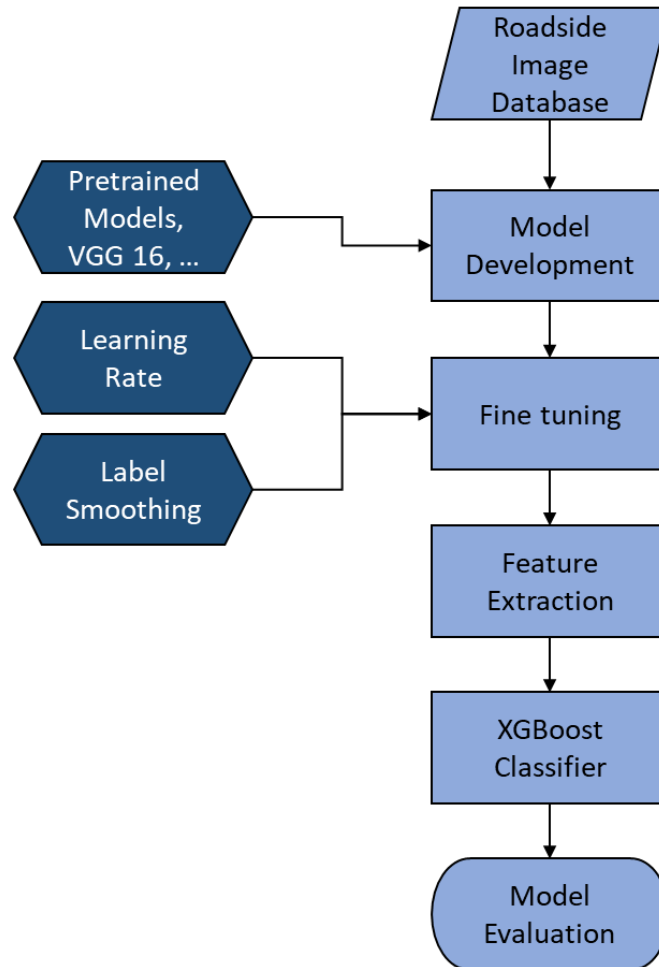 Roadside
Image
Database
Pretrained
Models,
VGG 16, ...
Model
Development
Learning
Rate
Fine tuning
Label
Smoothing
Feature
Extraction
XGBoost
Classifier
Model
Evaluation